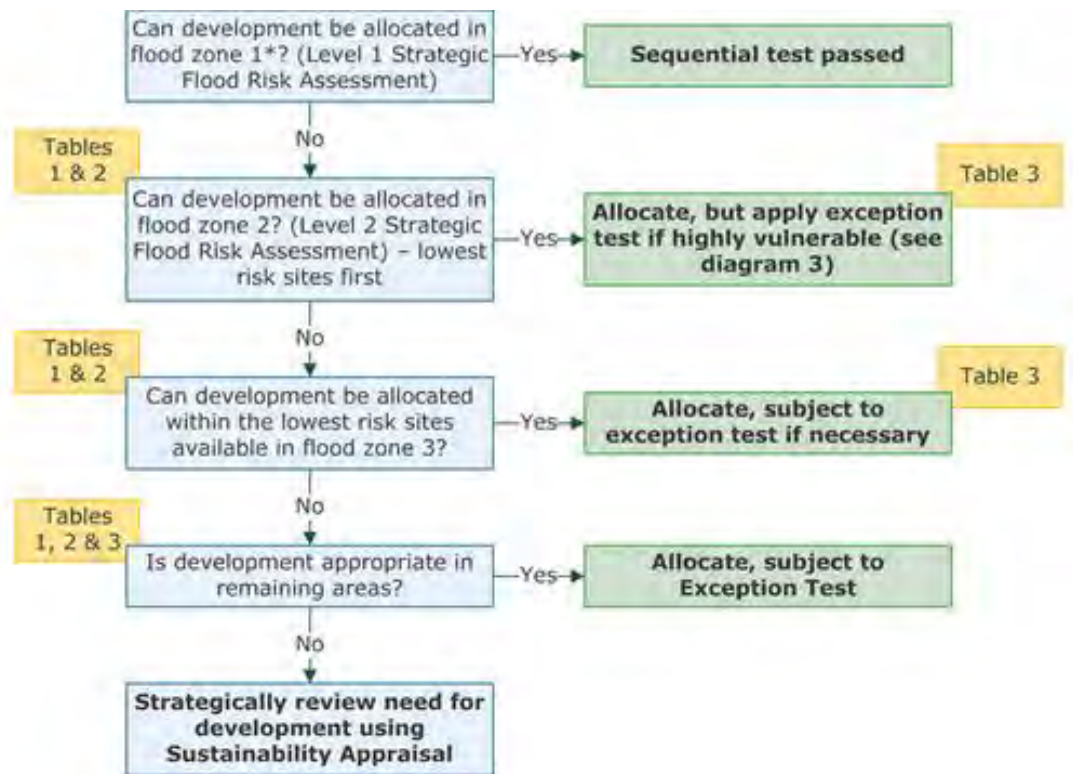 Can development be allocated in
flood zone 1*? (Level 1 Strategic
Flood Risk Assessment)
Yes
Sequential test passed
No
Tables
1 & 2
Can development be allocated in
flood zone 2? (Level 2 Strategic
Flood Risk Assessment) – lowest
risk sites first
Yes
Table 3
Allocate, but apply exception
test if highly vulnerable (see
diagram 3)
No
Tables
1 & 2
Can development be allocated
within the lowest risk sites
available in flood zone 3?
Yes
Table 3
Allocate, subject to
exception test if necessary
No
Tables
1, 2 & 3
Is development appropriate in
remaining areas?
Yes
Allocate, subject to
Exception Test
No
Strategically review need for
development using
Sustainability Appraisal